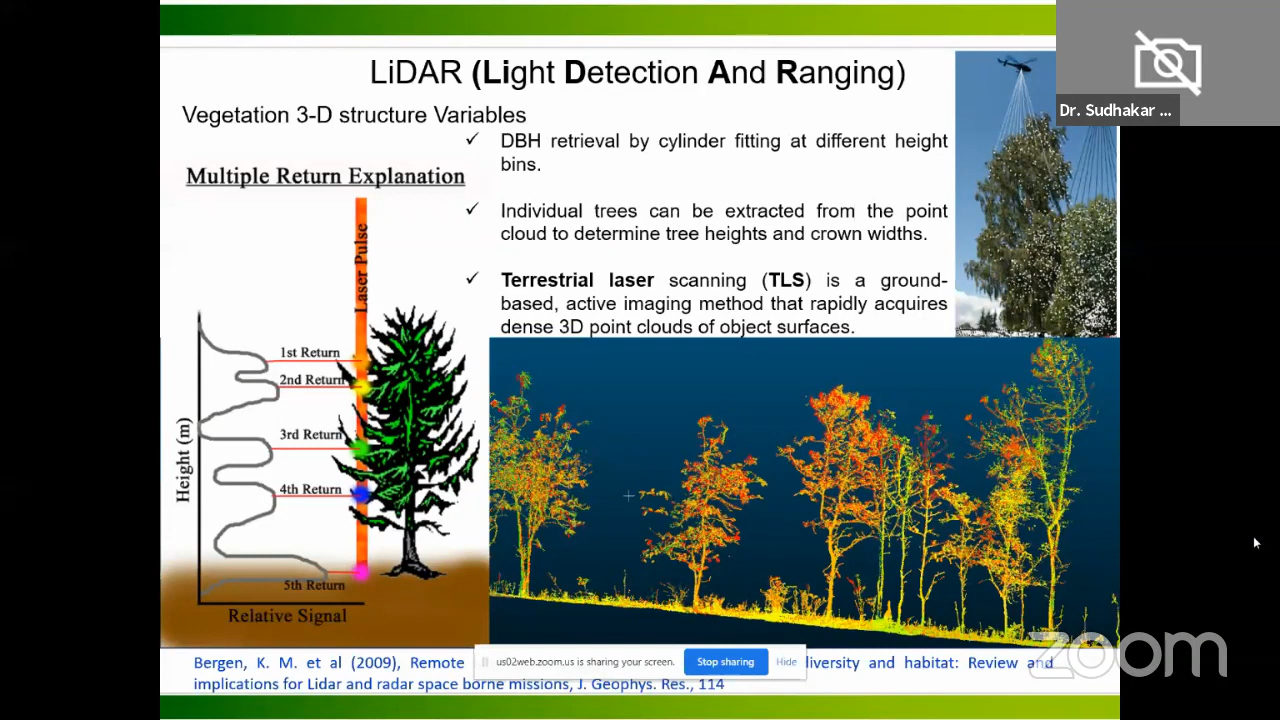 LiDAR (Light Detection And Ranging)
Dr. Sudhakar ...
Vegetation 3-D structure Variables
✓ DBH retrieval by cylinder fitting at different height
bins.
✓ Individual trees can be extracted from the point
cloud to determine tree heights and crown widths.
✓ Terrestrial laser scanning (TLS) is a ground-
based, active imaging method that rapidly acquires
dense 3D point clouds of object surfaces.
Multiple Return Explanation
Laser Pulse
1st Return
2nd Return
3rd Return
4th Return
5th Return
Height (m)
Relative Signal
zoom
Bergen, K. M. et al (2009), Remote
us02web.zoom.us is sharing your screen.
Stop sharing
Hide
diversity and habitat: Review and
implications for Lidar and radar space borne missions, J. Geophys. Res., 114